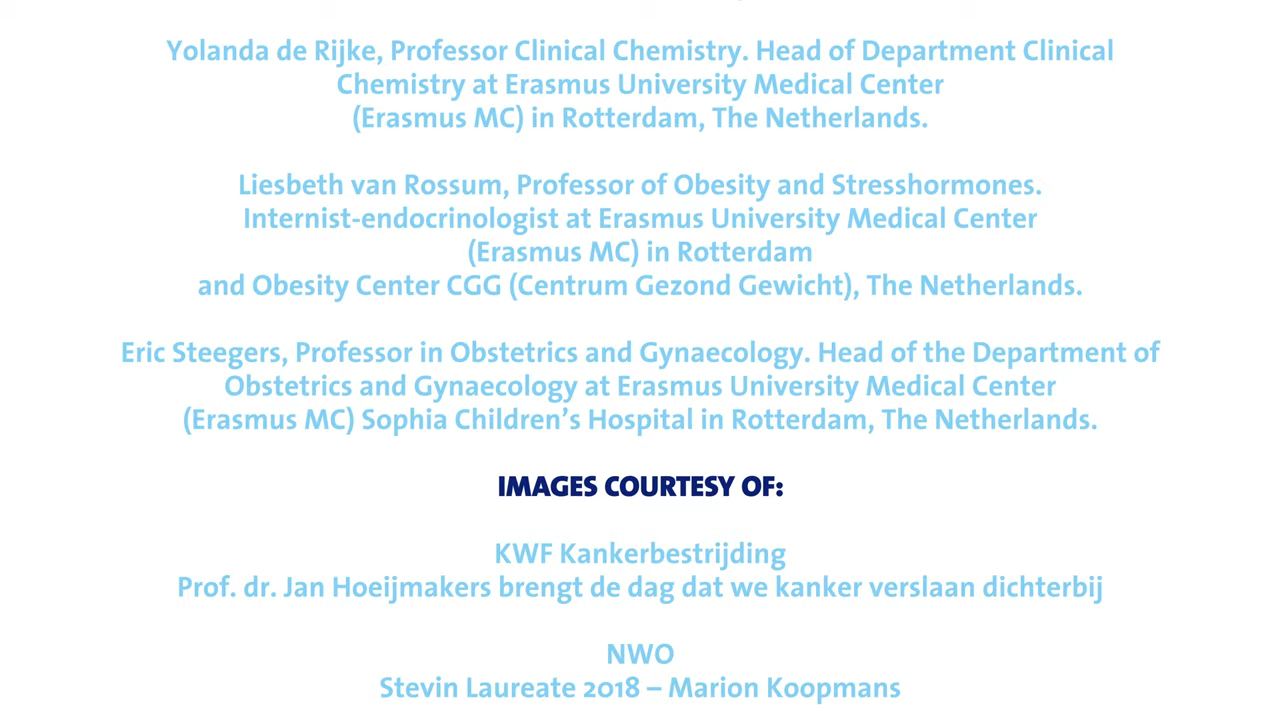 Yolanda de Rijke, Professor Clinical Chemistry. Head of Department Clinical
Chemistry at Erasmus University Medical Center
(Erasmus MC) in Rotterdam, The Netherlands.
Liesbeth van Rossum, Professor of Obesity and Stresshormones.
Internist-endocrinologist at Erasmus University Medical Center
(Erasmus MC) in Rotterdam
and Obesity Center CGG (Centrum Gezond Gewicht), The Netherlands.
Eric Steegers, Professor in Obstetrics and Gynaecology. Head of the Department of
Obstetrics and Gynaecology at Erasmus University Medical Center
(Erasmus MC) Sophia Children’s Hospital in Rotterdam, The Netherlands.
IMAGES COURTESY OF:
KWF Kankerbestrijding
Prof. dr. Jan Hoeijmakers brengt de dag dat we kanker verslaan dichterbij
NWO
Stevin Laureate 2018 – Marion Koopmans